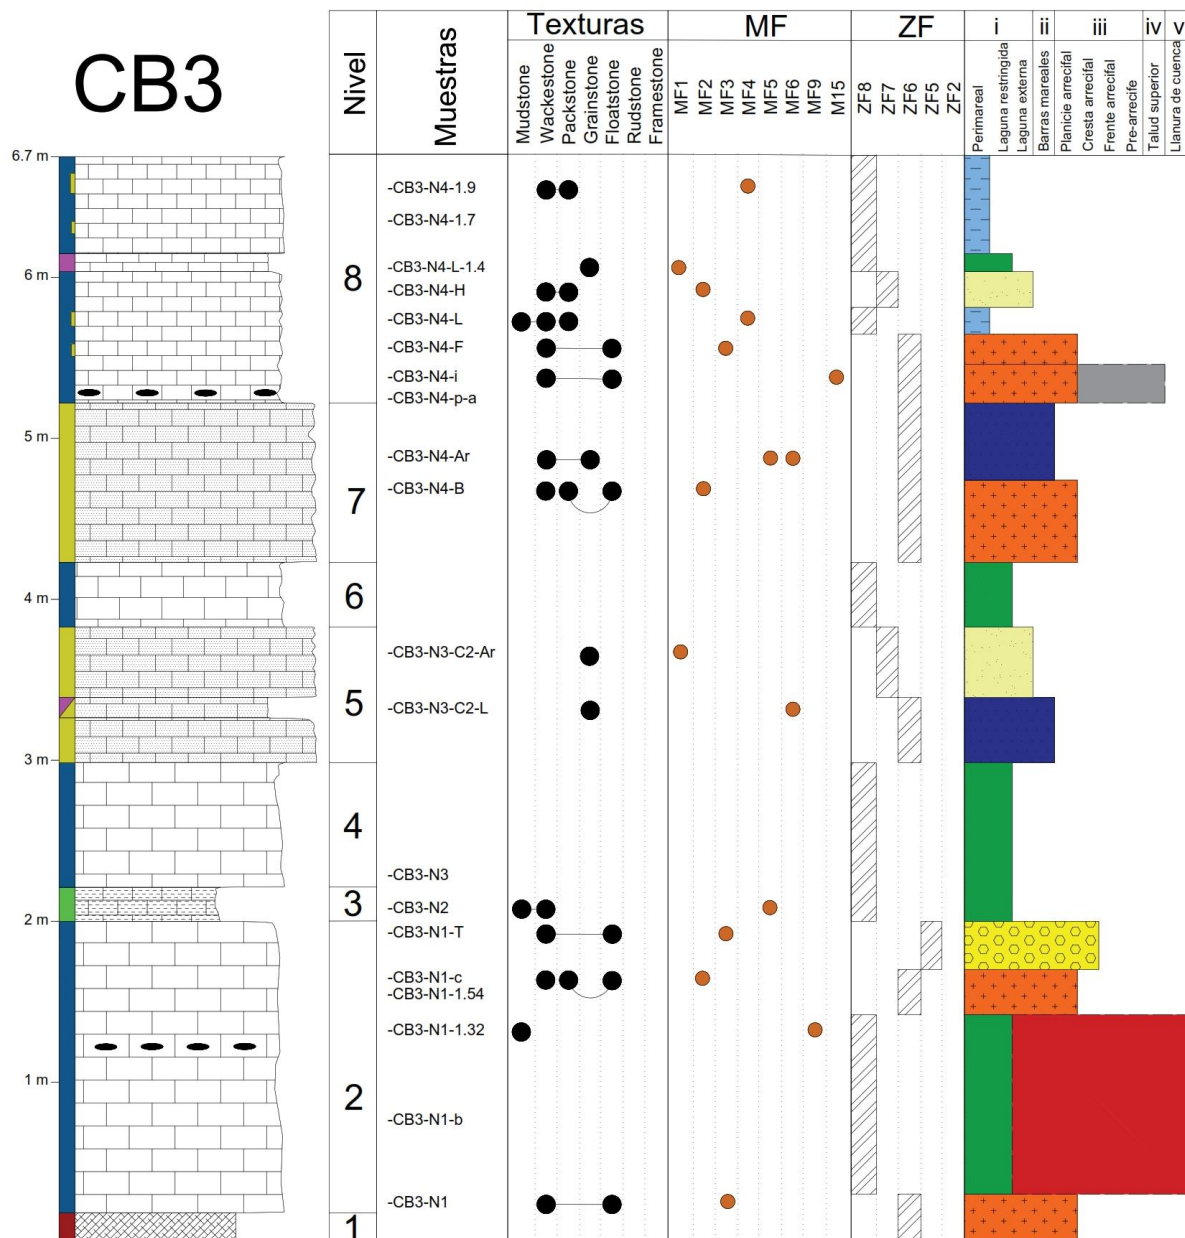 CB3
Nivel
Muestras
Texturas
MF
ZF
i
ii
iii
iv
v
Mudstone
Wackestone
Packstone
Grainstone
Floatstone
Rudstone
Framestone
MF1
MF2
MF3
MF4
MF5
MF6
MF9
M15
ZF8
ZF7
ZF6
ZF5
ZF2
Perimareal
Laguna restringida
Laguna externa
Barras mareales
Planicie arrecifal
Cresta arrecifal
Frente arrecifal
Pre-arrecife
Talud superior
Llanura de cuenca
6.7 m
-CB3-N4-1.9
-CB3-N4-1.7
8
-CB3-N4-L-1.4
6 m
-CB3-N4-H
-CB3-N4-L
-CB3-N4-F
-CB3-N4-i
-CB3-N4-p-a
5 m
-CB3-N4-Ar
7
-CB3-N4-B
4 m
6
-CB3-N3-C2-Ar
5
-CB3-N3-C2-L
3 m
4
-CB3-N3
3
-CB3-N2
2 m
-CB3-N1-T
-CB3-N1-c
-CB3-N1-1.54
-CB3-N1-1.32
1 m
2
-CB3-N1-b
-CB3-N1
1